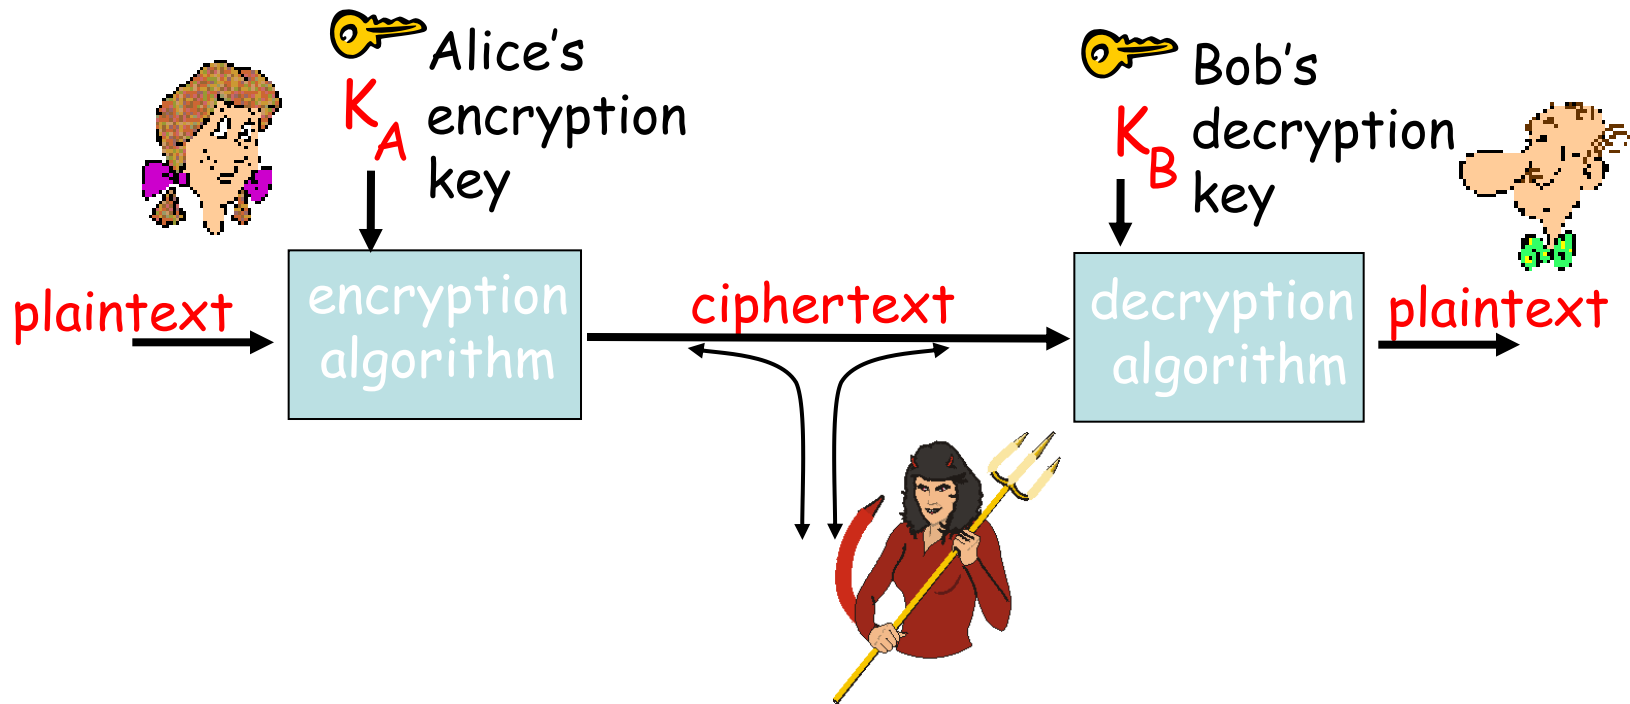 Alice's
encryption
key
K
A
Bob's
decryption
key
K
B
plaintext
encryption
algorithm
ciphertext
decryption
algorithm
plaintext